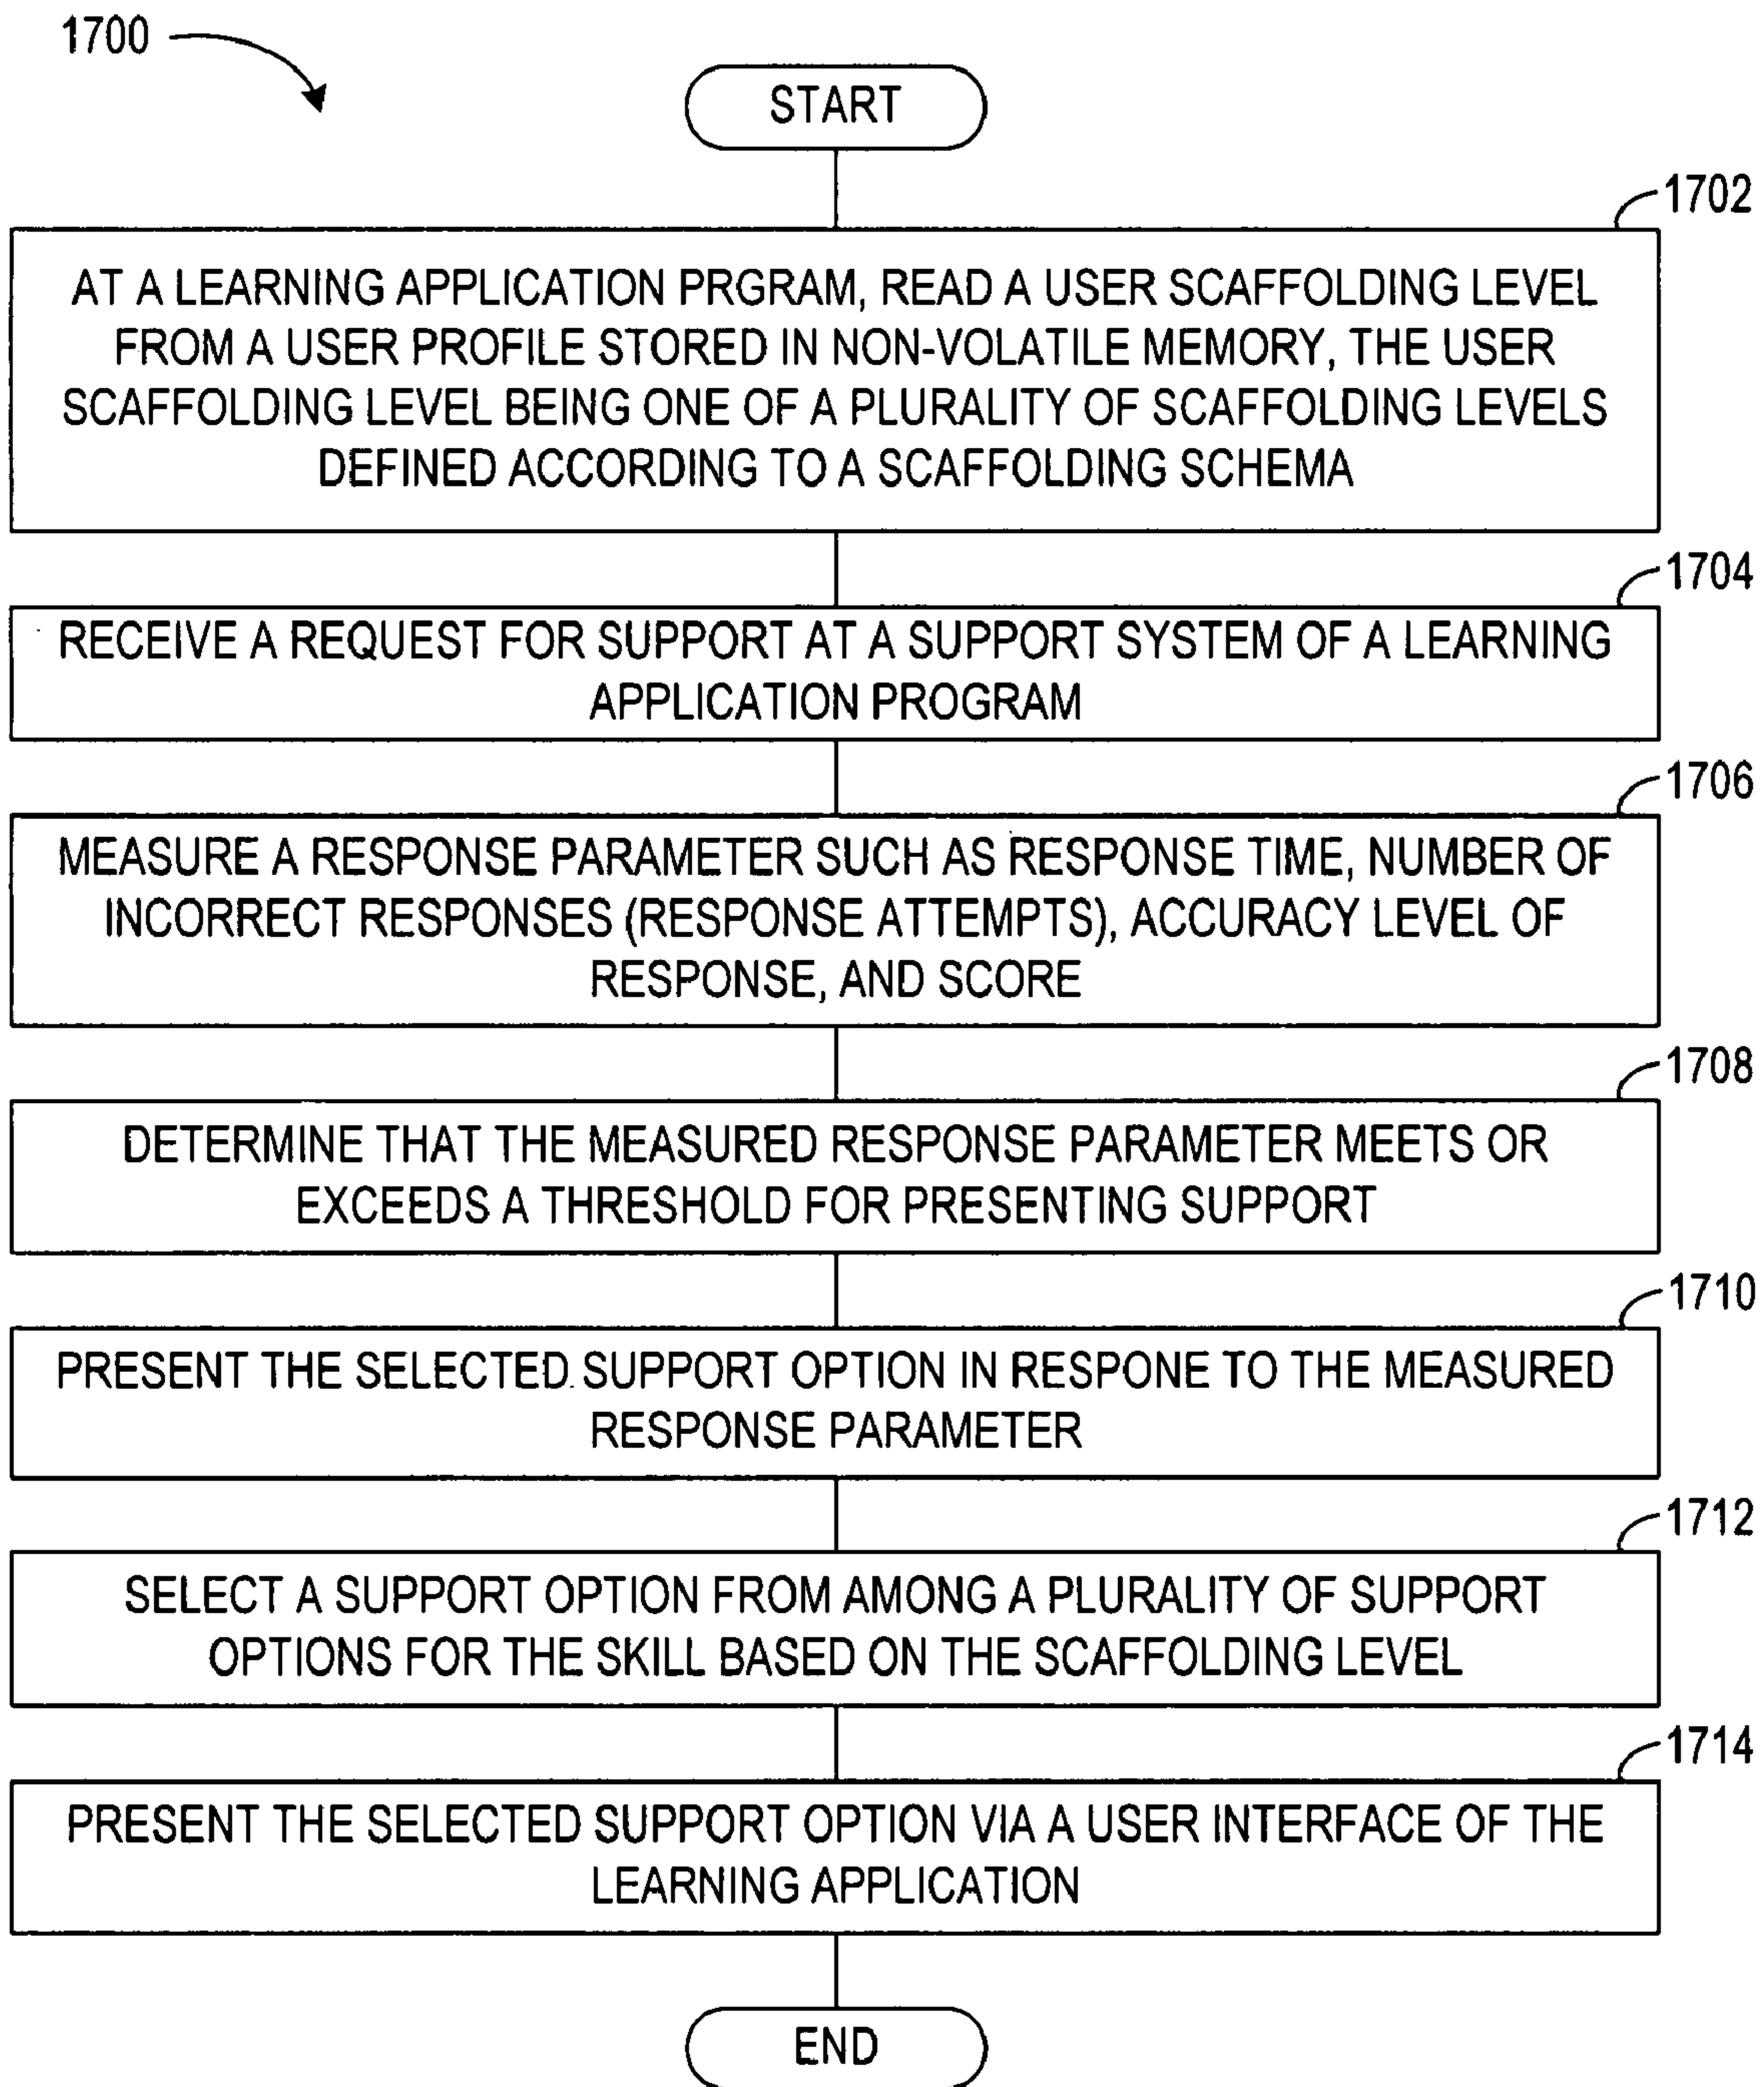 1700
START
1702
AT A LEARNING APPLICATION PRGRAM, READ A USER SCAFFOLDING LEVEL
FROM A USER PROFILE STORED IN NON-VOLATILE MEMORY, THE USER
SCAFFOLDING LEVEL BEING ONE OF A PLURALITY OF SCAFFOLDING LEVELS
DEFINED ACCORDING TO A SCAFFOLDING SCHEMA
1704
RECEIVE A REQUEST FOR SUPPORT AT A SUPPORT SYSTEM OF A LEARNING
APPLICATION PROGRAM
1706
MEASURE A RESPONSE PARAMETER SUCH AS RESPONSE TIME, NUMBER OF
INCORRECT RESPONSES (RESPONSE ATTEMPTS), ACCURACY LEVEL OF
RESPONSE, AND SCORE
1708
DETERMINE THAT THE MEASURED RESPONSE PARAMETER MEETS OR
EXCEEDS A THRESHOLD FOR PRESENTING SUPPORT
1710
PRESENT THE SELECTED SUPPORT OPTION IN RESPONE TO THE MEASURED
RESPONSE PARAMETER
1712
SELECT A SUPPORT OPTION FROM AMONG A PLURALITY OF SUPPORT
OPTIONS FOR THE SKILL BASED ON THE SCAFFOLDING LEVEL
1714
PRESENT THE SELECTED SUPPORT OPTION VIA A USER INTERFACE OF THE
LEARNING APPLICATION
END